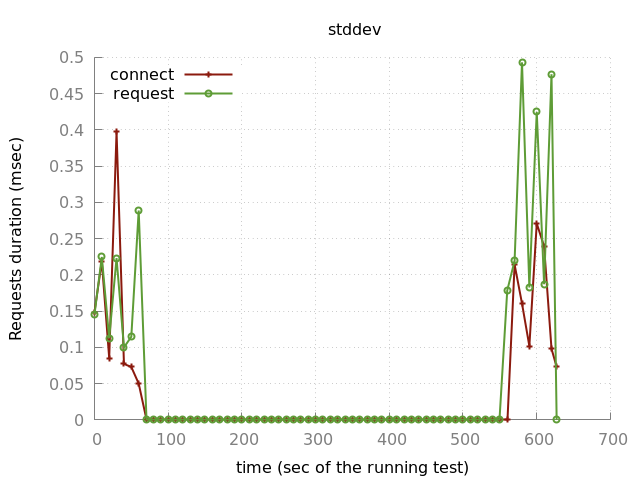 stddev
connect
request
0.5
0.45
0.4
0.35
0.3
0.25
0.2
0.15
0.1
0.05
0
Requests duration (msec)
0 100 200 300 400 500 600 700
time (sec of the running test)